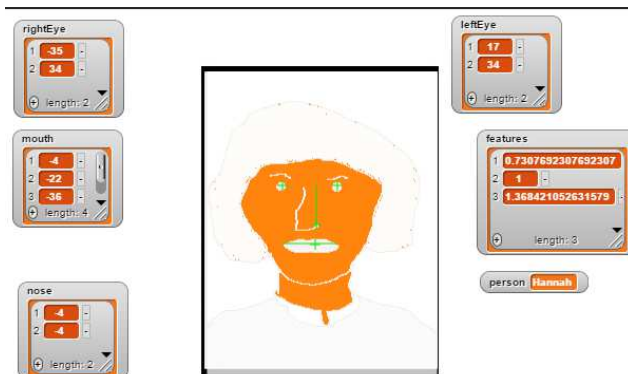 rightEye
1 -35 -
2 34 -
+ length: 2
leftEye
1 17 -
2 34 -
+ length: 2
mouth
1 -4 -
2 -22 -
3 -36 -
+ length: 4
features
1 0.7307692307692307
2 1 -
3 1.368421052631579 -
+ length: 3
person Hannah
nose
1 -4 -
2 -4 -
+ length: 2